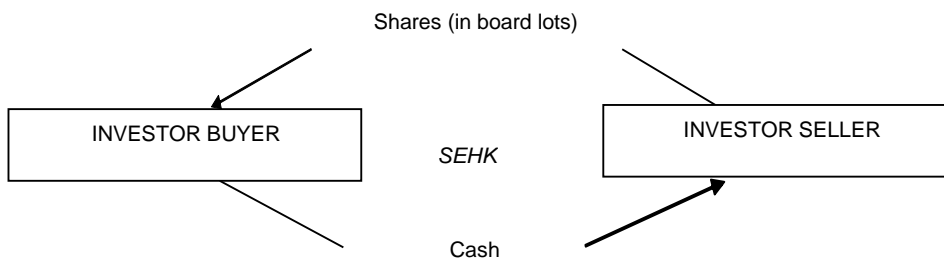 Shares (in board lots)
INVESTOR BUYER
INVESTOR SELLER
SEHK
Cash